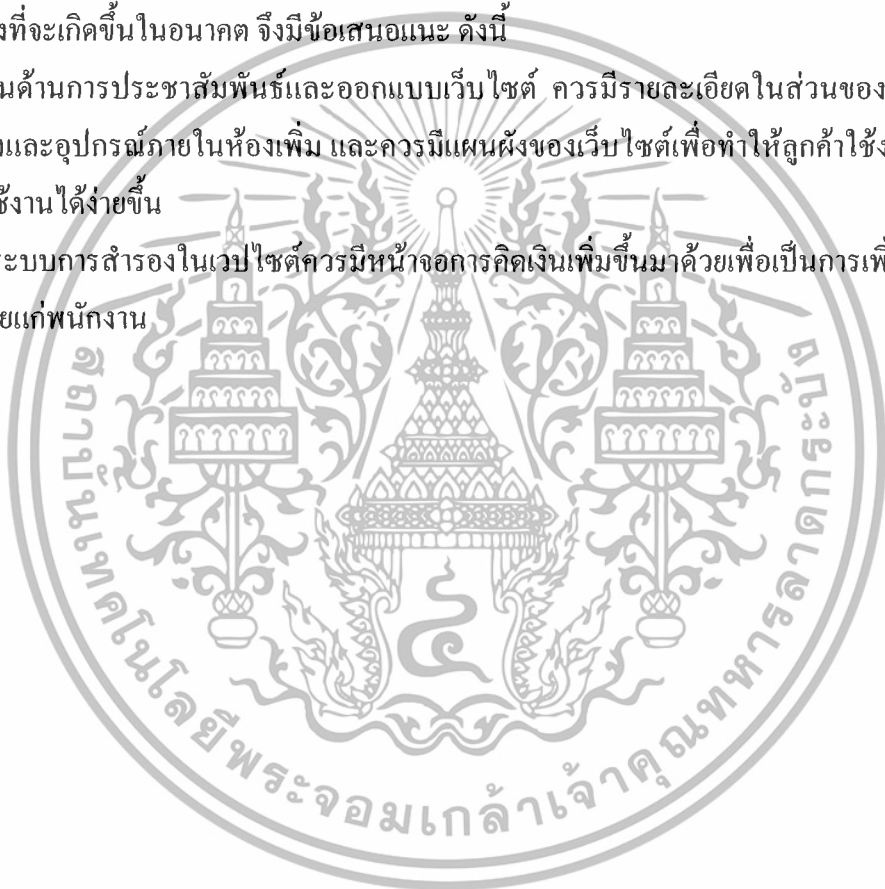 งที่จะเกิดขึ้นในอนาคต จึงมีข้อเสนอแนะ ดังนี้
นด้านการประชาสัมพันธ์และออกแบบเว็บไซต์ ควรมีรายละเอียดในส่วนของ
และอุปกรณ์ภายในห้องเพิ่ม และควรมีแผนผังของเว็บไซต์เพื่อทำให้ลูกค้าใช้ง
ช้งานได้ง่ายขึ้น
ระบบการสำรองในเวปไซต์ควรมีหน้าจอการคิดเงินเพิ่มขึ้นมาด้วยเพื่อเป็นการเพิ่
ยแก่พนักงาน
สถาบันเทคโนโลยีพระจอมเกล้าเจ้าคุณทหารลาดกระบัง
๔